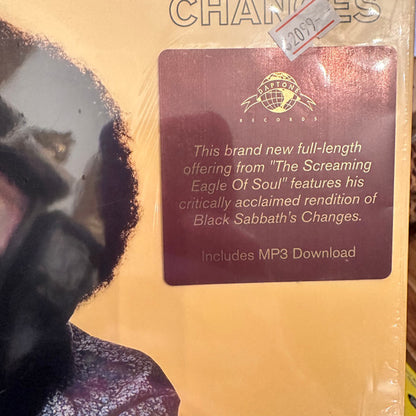 CHANGES
2099-
DAPTONE
RECORDS
This brand new full-length
offering from "The Screaming
Eagle Of Soul" features his
critically acclaimed rendition of
Black Sabbath's Changes.
Includes MP3 Download